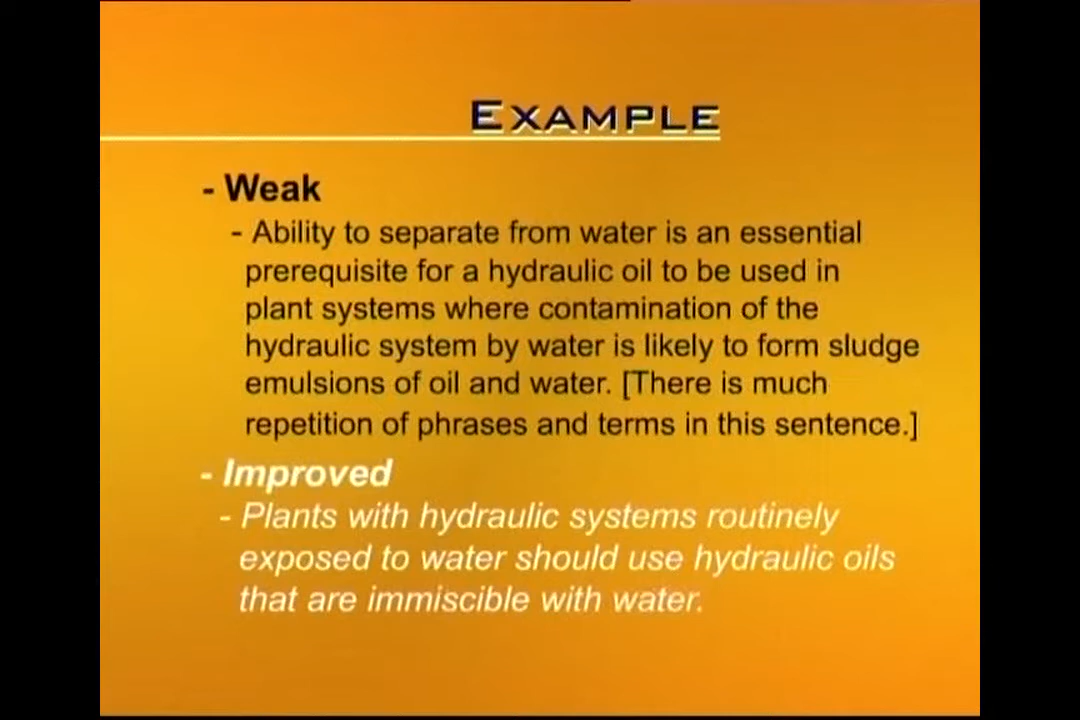 EXAMPLE
- Weak
- Ability to separate from water is an essential
prerequisite for a hydraulic oil to be used in
plant systems where contamination of the
hydraulic system by water is likely to form sludge
emulsions of oil and water. [There is much
repetition of phrases and terms in this sentence.]
- Improved
- Plants with hydraulic systems routinely
exposed to water should use hydraulic oils
that are immiscible with water.